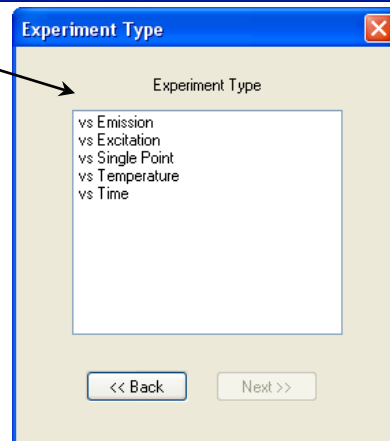 Experiment Type
Experiment Type
vs Emission
vs Excitation
vs Single Point
vs Temperature
vs Time
<< Back
Next >>